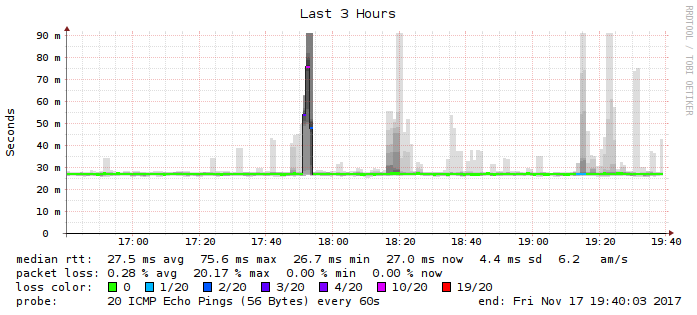 Last 3 Hours
RRDTOOL / TOBI OETIKER
Seconds
90 m
80 m
70 m
60 m
50 m
40 m
30 m
20 m
10 m
0
17:00 17:20 17:40 18:00 18:20 18:40 19:00 19:20 19:40
median rtt: 27.5 ms avg 75.6 ms max 26.7 ms min 27.0 ms now 4.4 ms sd 6.2 am/s
packet loss: 0.28 % avg 20.17 % max 0.00 % min 0.00 % now
loss color: 0 1/20 2/20 3/20 4/20 10/20 19/20
probe: 20 ICMP Echo Pings (56 Bytes) every 60s end: Fri Nov 17 19:40:03 2017